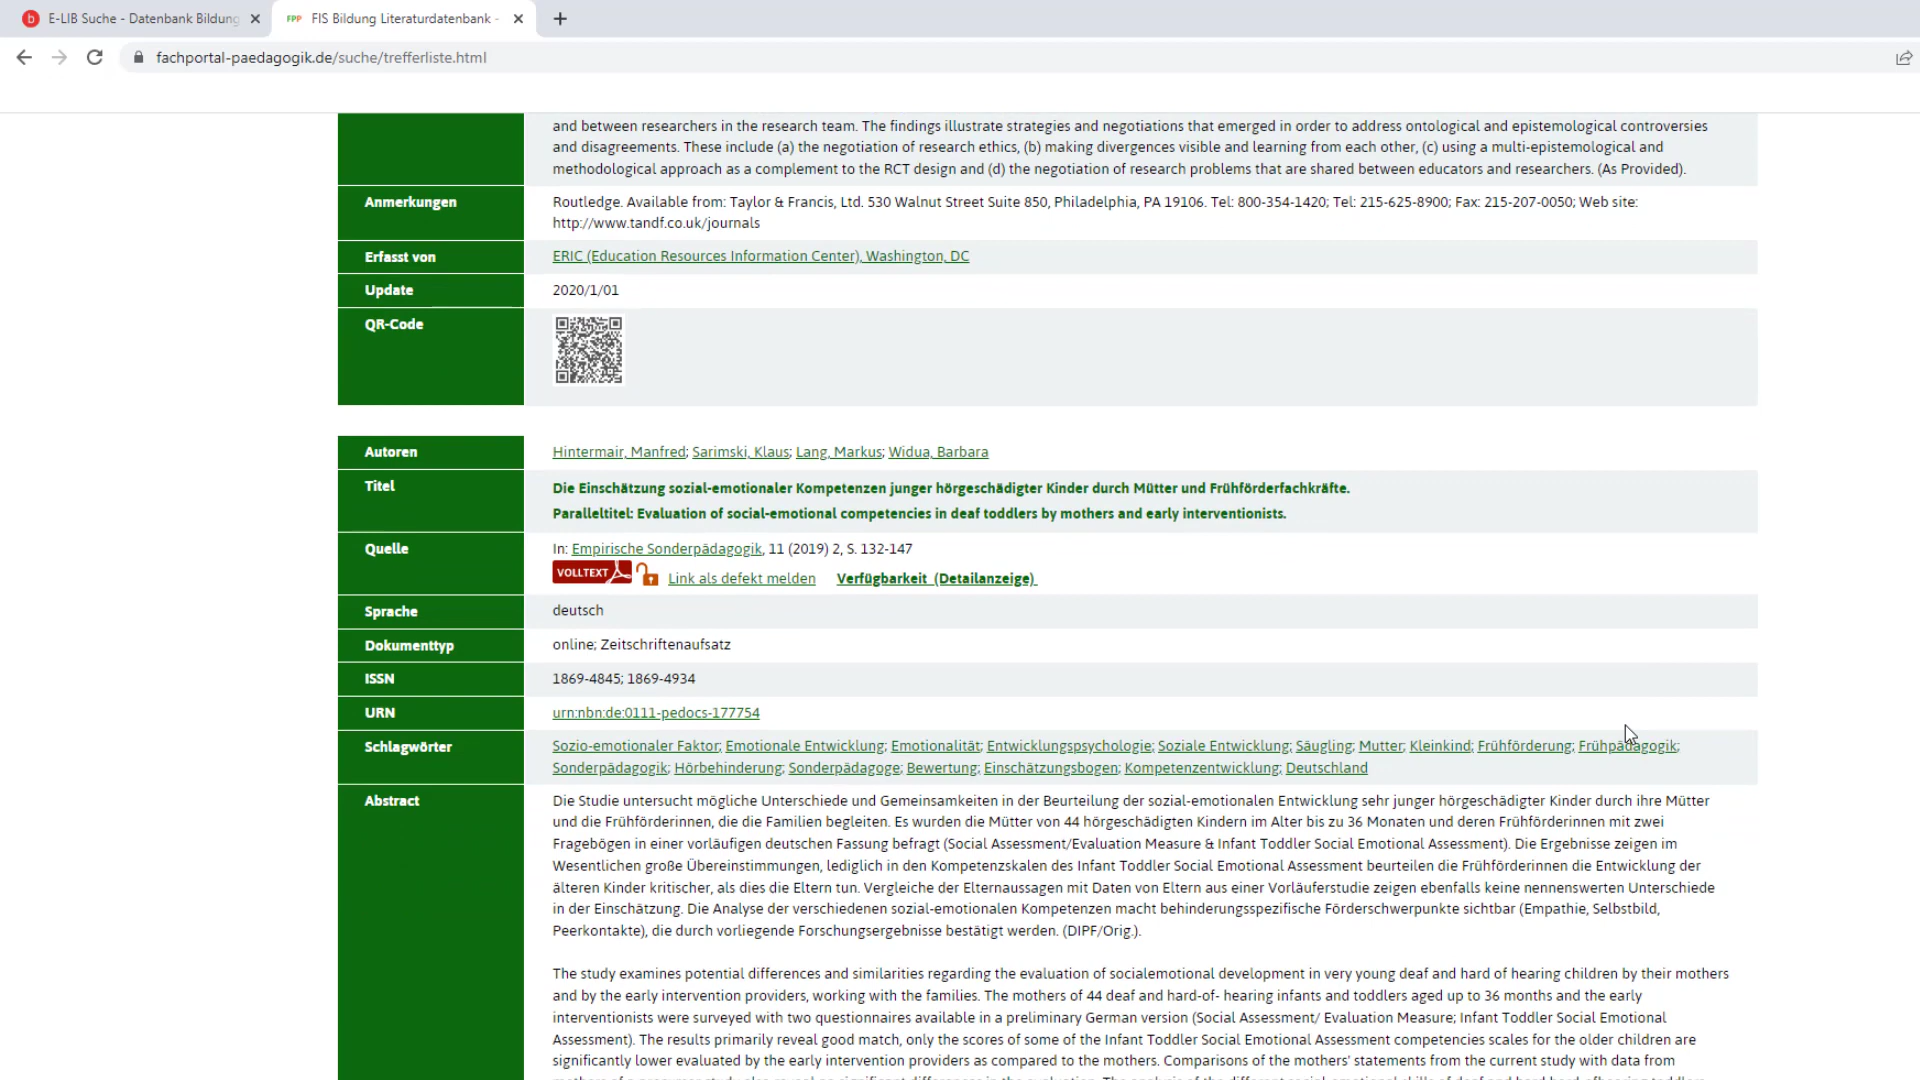 E-LIB Suche - Datenbank Bildung
FPP FIS Bildung Literaturdatenbank -
fachportal-paedagogik.de/suche/trefferliste.html
and between researchers in the research team. The findings illustrate strategies and negotiations that emerged in order to address ontological and epistemological controversies
and disagreements. These include (a) the negotiation of research ethics, (b) making divergences visible and learning from each other, (c) using a multi-epistemological and
methodological approach as a complement to the RCT design and (d) the negotiation of research problems that are shared between educators and researchers. (As Provided).
Anmerkungen
Routledge. Available from: Taylor & Francis, Ltd. 530 Walnut Street Suite 850, Philadelphia, PA 19106. Tel: 800-354-1420; Tel: 215-625-8900; Fax: 215-207-0050; Web site:
http://www.tandf.co.uk/journals
Erfasst von
ERIC (Education Resources Information Center), Washington, DC
Update
2020/1/01
QR-Code
Autoren
Hintermair, Manfred; Sarimski, Klaus; Lang, Markus; Widua, Barbara
Titel
Die Einschätzung sozial-emotionaler Kompetenzen junger hörgeschädigter Kinder durch Mütter und Frühförderfachkräfte.
Paralleltitel: Evaluation of social-emotional competencies in deaf toddlers by mothers and early interventionists.
Quelle
In: Empirische Sonderpädagogik, 11 (2019) 2, S. 132-147
VOLLTEXT Link als defekt melden Verfügbarkeit (Detailanzeige)
Sprache
deutsch
Dokumenttyp
online; Zeitschriftenaufsatz
ISSN
1869-4845; 1869-4934
URN
urn:nbn:de:0111-pedocs-177754
Schlagwörter
Sozio-emotionaler Faktor; Emotionale Entwicklung; Emotionalität; Entwicklungspsychologie; Soziale Entwicklung; Säugling; Mutter; Kleinkind; Frühförderung; Frühpädagogik;
Sonderpädagogik; Hörbehinderung; Sonderpädagoge; Bewertung; Einschätzungsbogen; Kompetenzentwicklung; Deutschland
Abstract
Die Studie untersucht mögliche Unterschiede und Gemeinsamkeiten in der Beurteilung der sozial-emotionalen Entwicklung sehr junger hörgeschädigter Kinder durch ihre Mütter
und die Frühförderinnen, die die Familien begleiten. Es wurden die Mütter von 44 hörgeschädigten Kindern im Alter bis zu 36 Monaten und deren Frühförderinnen mit zwei
Fragebögen in einer vorläufigen deutschen Fassung befragt (Social Assessment/Evaluation Measure & Infant Toddler Social Emotional Assessment). Die Ergebnisse zeigen im
Wesentlichen große Übereinstimmungen, lediglich in den Kompetenzskalen des Infant Toddler Social Emotional Assessment beurteilen die Frühförderinnen die Entwicklung der
älteren Kinder kritischer, als dies die Eltern tun. Vergleiche der Elternaussagen mit Daten von Eltern aus einer Vorläuferstudie zeigen ebenfalls keine nennenswerten Unterschiede
in der Einschätzung. Die Analyse der verschiedenen sozial-emotionalen Kompetenzen macht behinderungsspezifische Förderschwerpunkte sichtbar (Empathie, Selbstbild,
Peerkontakte), die durch vorliegende Forschungsergebnisse bestätigt werden. (DIPF/Orig.).
The study examines potential differences and similarities regarding the evaluation of socialemotional development in very young deaf and hard of hearing children by their mothers
and by the early intervention providers, working with the families. The mothers of 44 deaf and hard-of- hearing infants and toddlers aged up to 36 months and the early
interventionists were surveyed with two questionnaires available in a preliminary German version (Social Assessment/ Evaluation Measure; Infant Toddler Social Emotional
Assessment). The results primarily reveal good match, only the scores of some of the Infant Toddler Social Emotional Assessment competencies scales for the older children are
significantly lower evaluated by the early intervention providers as compared to the mothers. Comparisons of the mothers' statements from the current study with data from